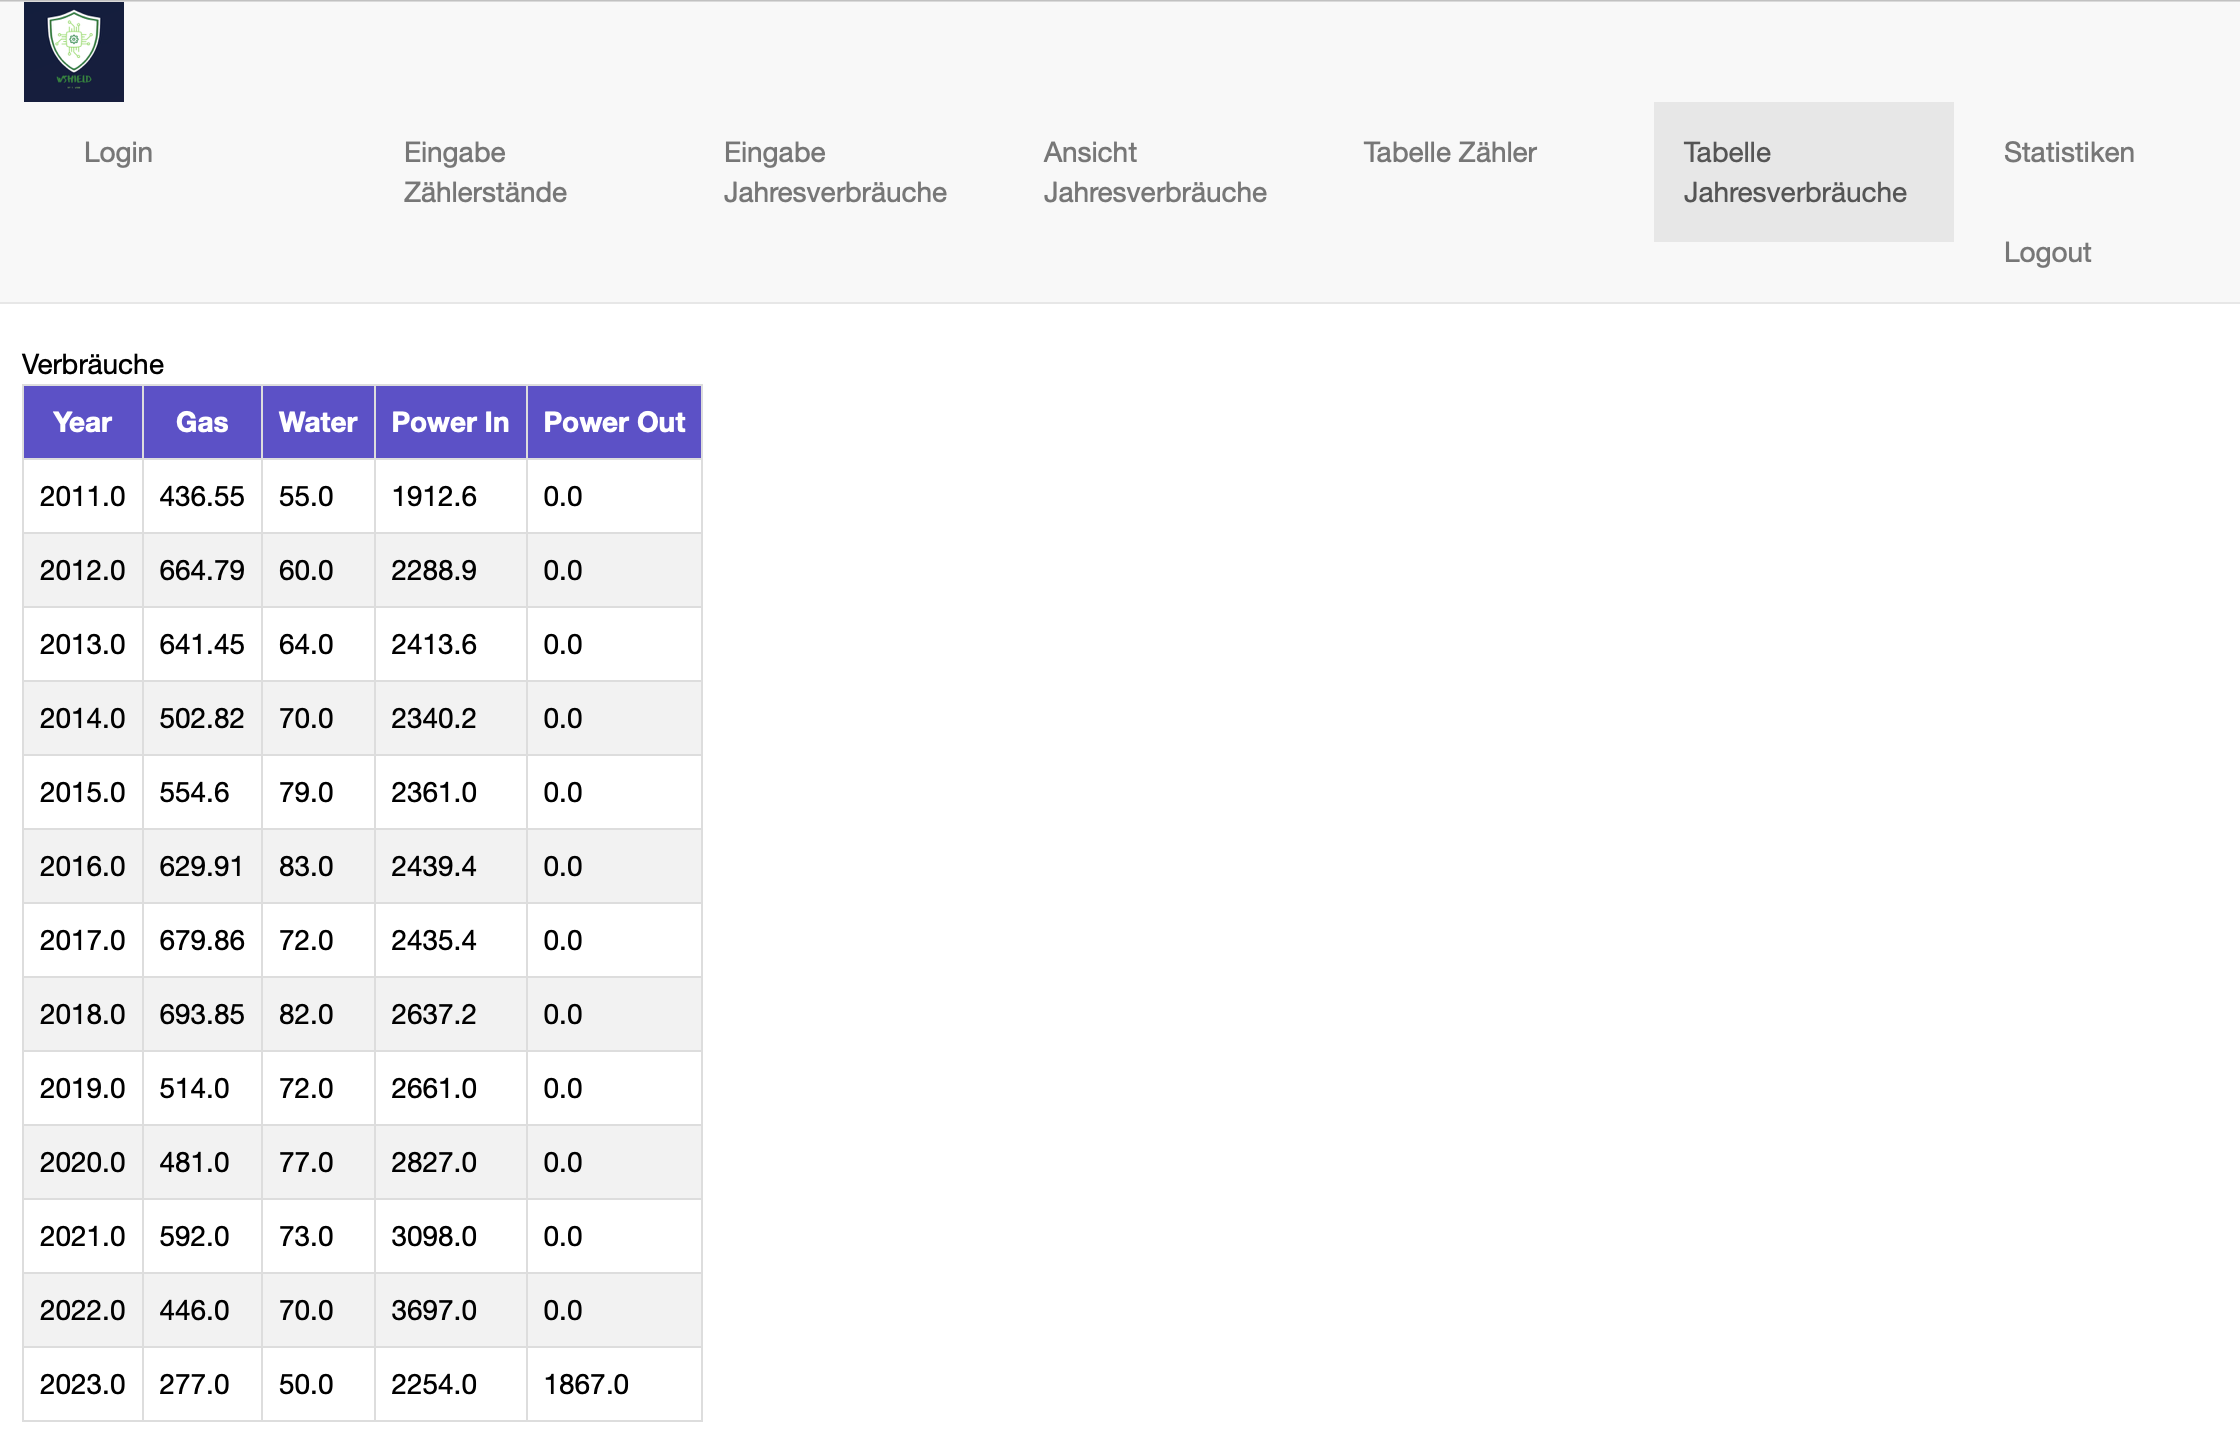 WSHIELD
Login
Eingabe
Zählerstände
Eingabe
Jahresverbräuche
Ansicht
Jahresverbräuche
Tabelle Zähler
Tabelle
Jahresverbräuche
Statistiken
Logout
Verbräuche
Year Gas Water Power In Power Out
2011.0 436.55 55.0 1912.6 0.0
2012.0 664.79 60.0 2288.9 0.0
2013.0 641.45 64.0 2413.6 0.0
2014.0 502.82 70.0 2340.2 0.0
2015.0 554.6 79.0 2361.0 0.0
2016.0 629.91 83.0 2439.4 0.0
2017.0 679.86 72.0 2435.4 0.0
2018.0 693.85 82.0 2637.2 0.0
2019.0 514.0 72.0 2661.0 0.0
2020.0 481.0 77.0 2827.0 0.0
2021.0 592.0 73.0 3098.0 0.0
2022.0 446.0 70.0 3697.0 0.0
2023.0 277.0 50.0 2254.0 1867.0